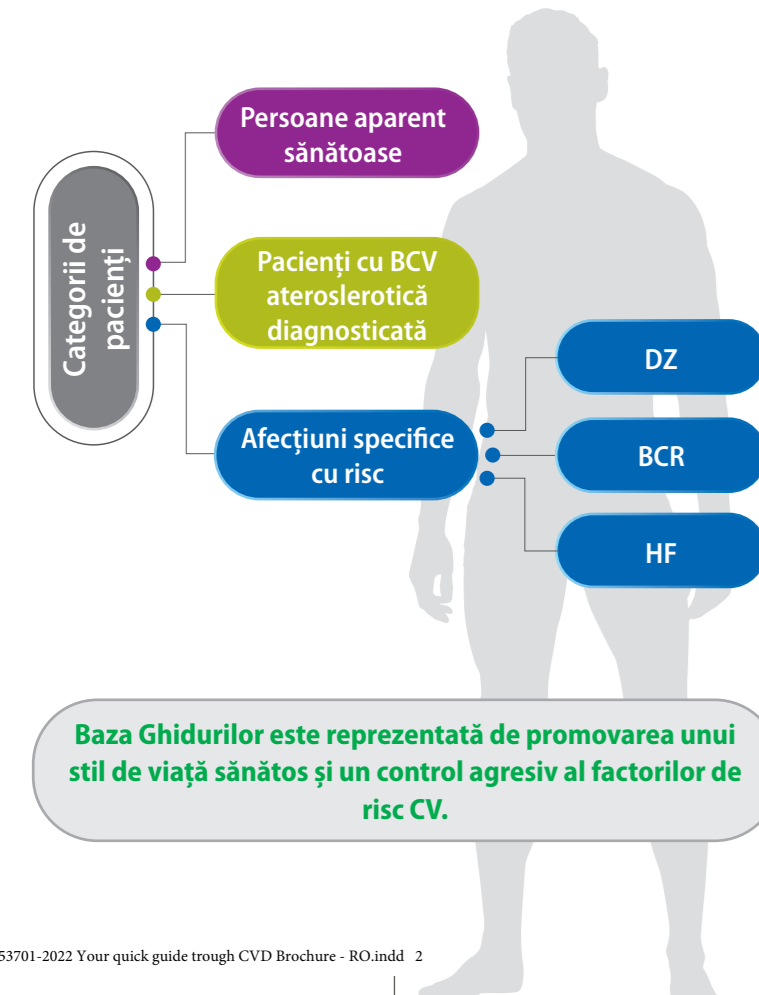 Persoane aparent
sănătoase
Categorii de
pacienți
Pacienți cu BCV
ateroslerotică
diagnosticată
Afecțiuni specifice
cu risc
DZ
BCR
HF
Baza Ghidurilor este reprezentată de promovarea unui
stil de viață sănătos și un control agresiv al factorilor de
risc CV.
53701-2022 Your quick guide trough CVD Brochure - RO.indd 2